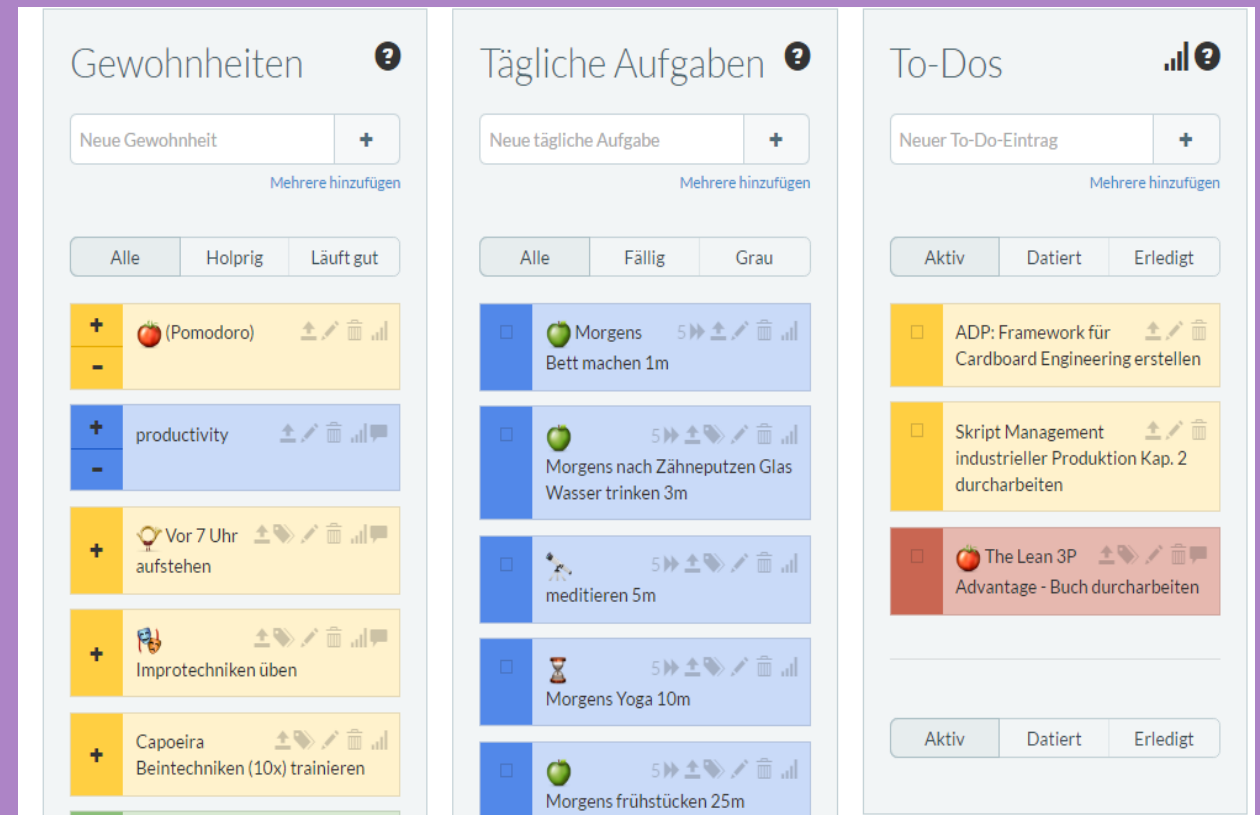 Gewohnheiten
Neue Gewohnheit
Mehrere hinzufügen
Alle Holprig Läuft gut
(Pomodoro)
productivity
Vor 7 Uhr
aufstehen
Improtechniken üben
Capoeira
Beintechniken (10x) trainieren
Tägliche Aufgaben
Neue tägliche Aufgabe
Mehrere hinzufügen
Alle Fällig Grau
Morgens 5
Bett machen 1m
5
Morgens nach Zähneputzen Glas
Wasser trinken 3m
5
meditieren 5m
5
Morgens Yoga 10m
5
Morgens frühstücken 25m
To-Dos
Neuer To-Do-Eintrag
Mehrere hinzufügen
Aktiv Datiert Erledigt
ADP: Framework für
Cardboard Engineering erstellen
Skript Management
industrieller Produktion Kap. 2
durcharbeiten
The Lean 3P
Advantage - Buch durcharbeiten
Aktiv Datiert Erledigt